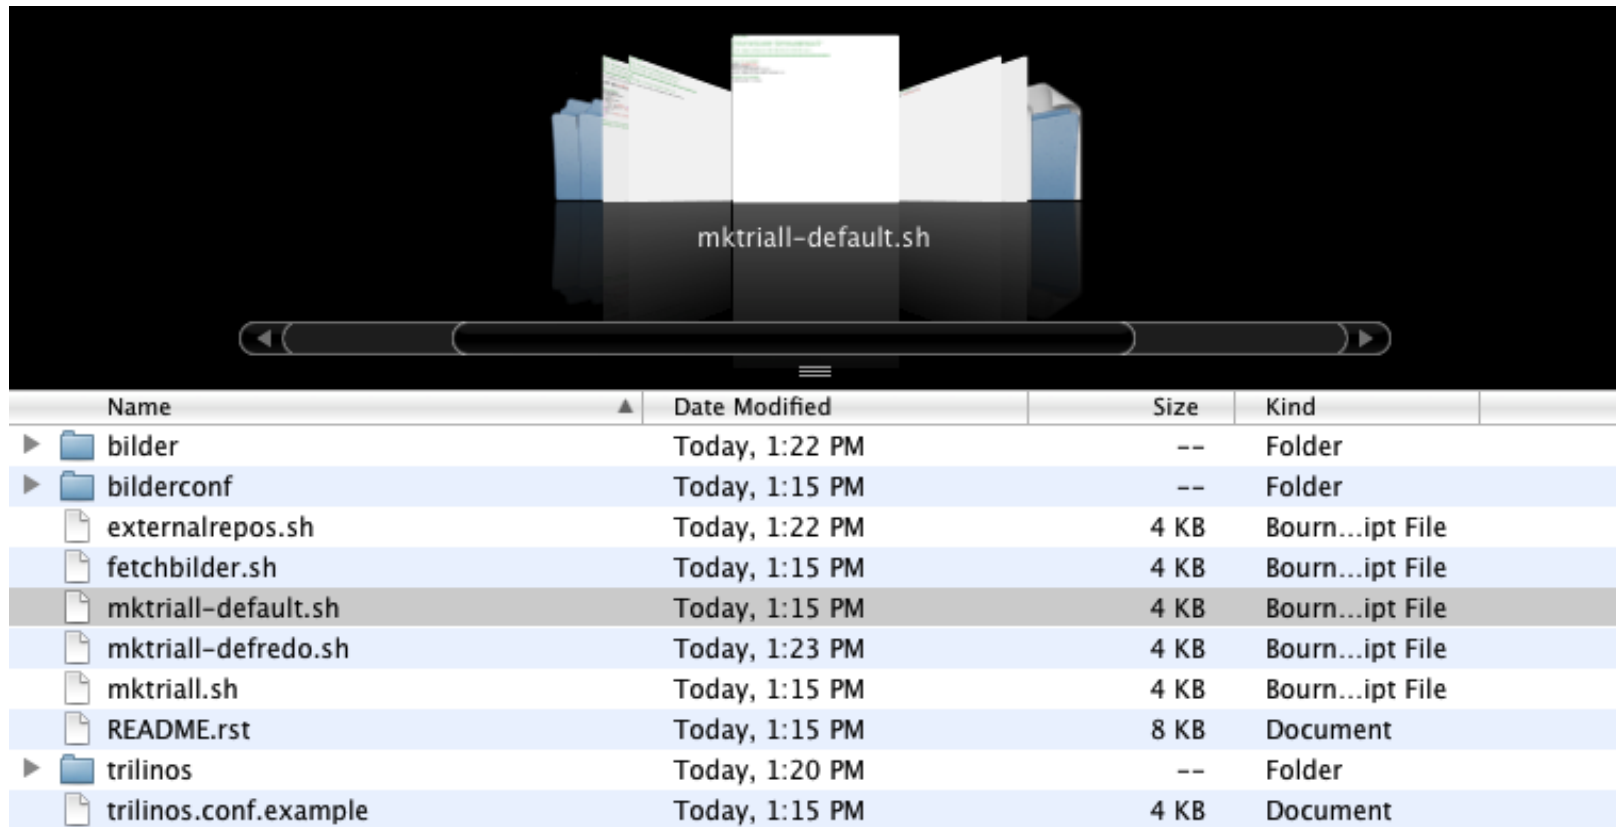 mktriall-default.sh
Name Date Modified Size Kind
bilder Today, 1:22 PM -- Folder
bilderconf Today, 1:15 PM -- Folder
externalrepos.sh Today, 1:22 PM 4 KB Bourn...ipt File
fetchbilder.sh Today, 1:15 PM 4 KB Bourn...ipt File
mktriall-default.sh Today, 1:15 PM 4 KB Bourn...ipt File
mktriall-defredo.sh Today, 1:23 PM 4 KB Bourn...ipt File
mktriall.sh Today, 1:15 PM 4 KB Bourn...ipt File
README.rst Today, 1:15 PM 8 KB Document
trilinos Today, 1:20 PM -- Folder
trilinos.conf.example Today, 1:15 PM 4 KB Document